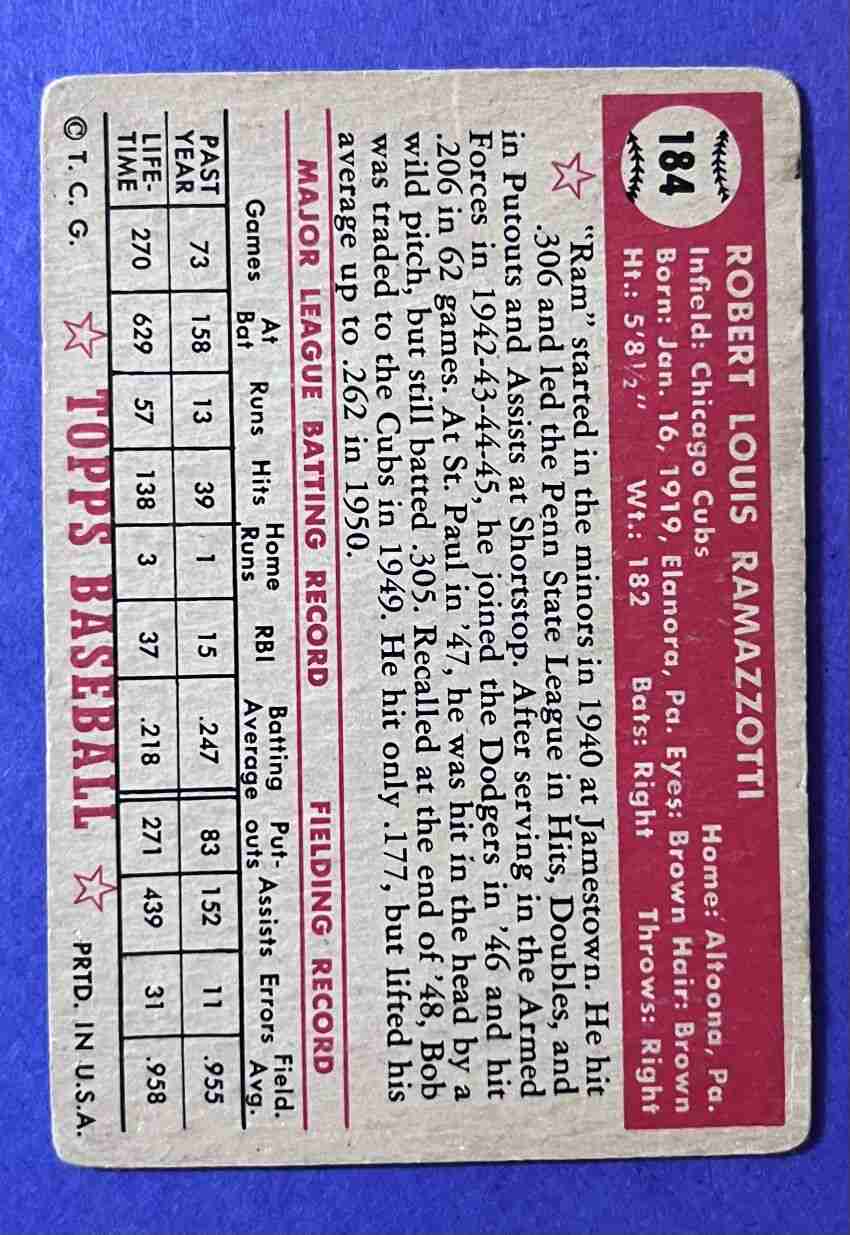 184
ROBERT LOUIS RAMAZZOTTI
Infield: Chicago Cubs Home: Altoona, Pa.
Born: Jan. 16, 1919, Elanora, Pa. Eyes: Brown Hair: Brown
Ht.: 5'8½" Wt.: 182 Bats: Right Throws: Right
"Ram" started in the minors in 1940 at Jamestown. He hit
.306 and led the Penn State League in Hits, Doubles, and
in Putouts and Assists at Shortstop. After serving in the Armed
Forces in 1942-43-44-45, he joined the Dodgers in '46 and hit
.206 in 62 games. At St. Paul in '47, he was hit in the head by a
wild pitch, but still batted .305. Recalled at the end of '48, Bob
was traded to the Cubs in 1949. He hit only .177, but lifted his
average up to .262 in 1950.
MAJOR LEAGUE BATTING RECORD FIELDING RECORD
Games At Bat Runs Hits Home Runs RBI Batting Average Put-outs Assists Errors Field. Avg.
PAST YEAR 73 158 13 39 1 15 .247 83 152 11 .955
LIFE-TIME 270 629 57 138 3 37 .218 271 439 31 .958
© T. C. G. TOPPS BASEBALL PRTD. IN U.S.A.